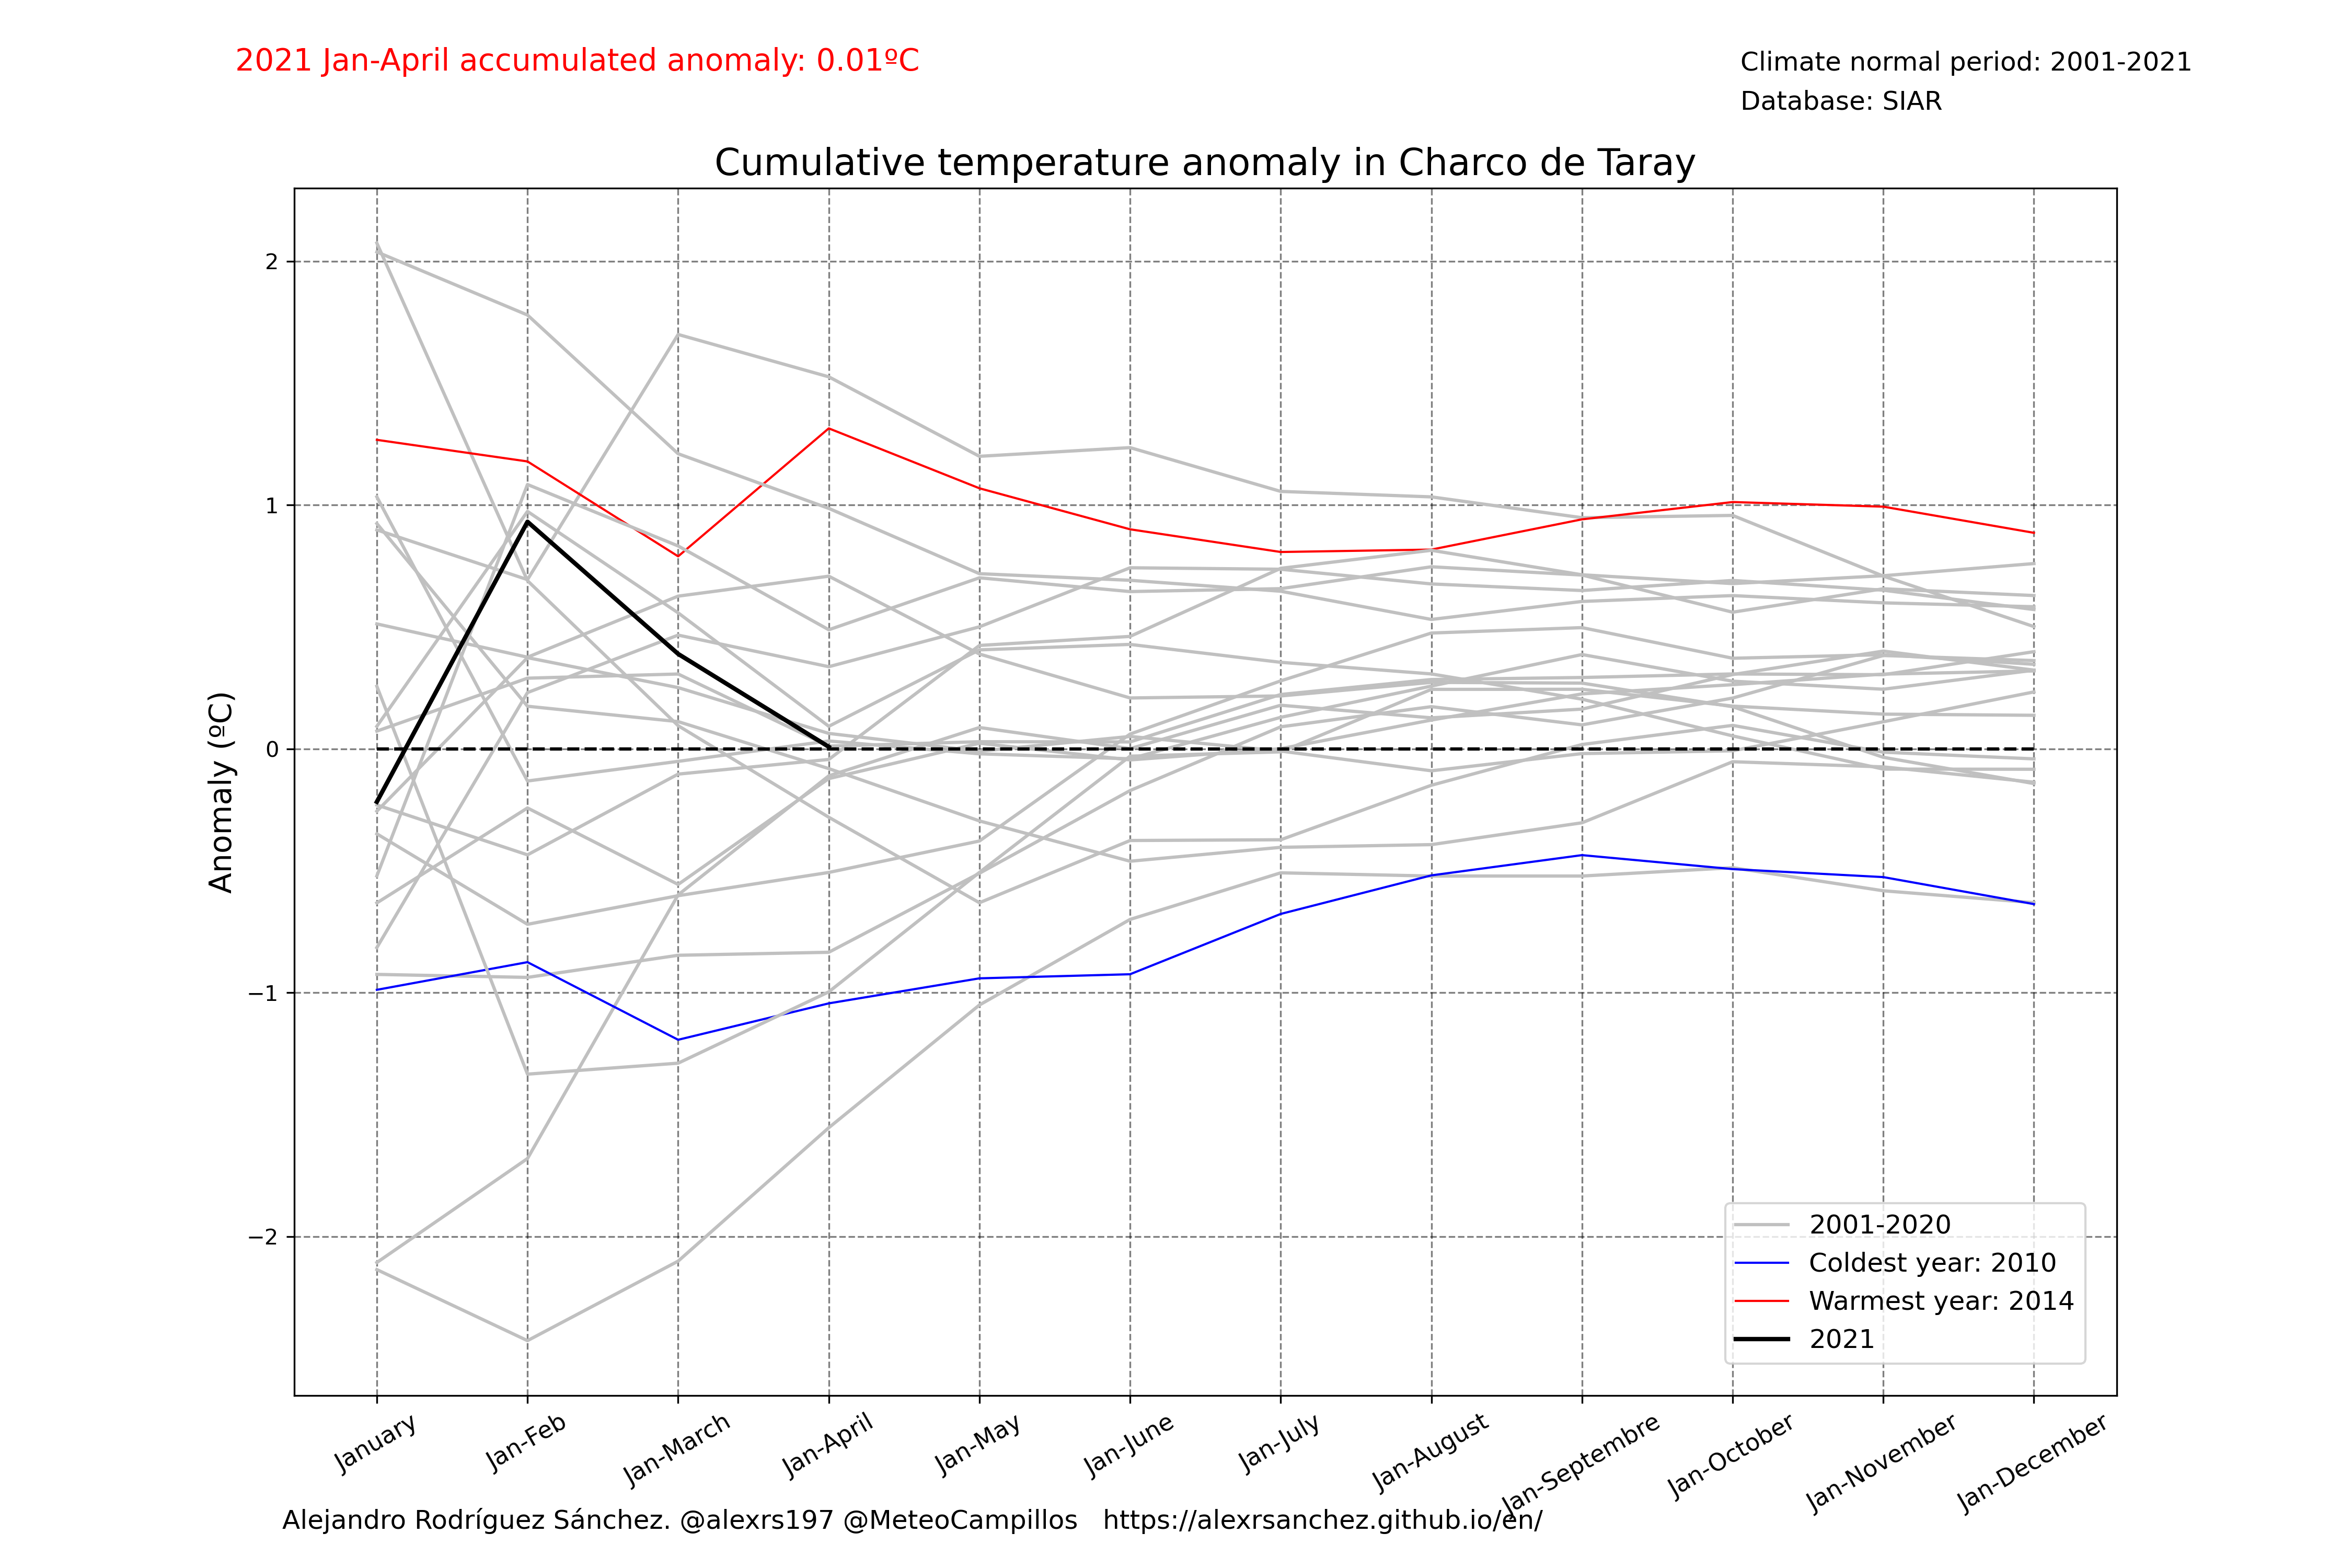 2021 Jan-April accumulated anomaly: 0.01ºC
Climate normal period: 2001-2021
Database: SIAR
Cumulative temperature anomaly in Charco de Taray
Anomaly (ºC)
2
1
0
−1
−2
January
Jan-Feb
Jan-March
Jan-April
Jan-May
Jan-June
Jan-July
Jan-August
Jan-Septembre
Jan-October
Jan-November
Jan-December
2001-2020
Coldest year: 2010
Warmest year: 2014
2021
Alejandro Rodríguez Sánchez. @alexrs197 @MeteoCampillos https://alexrsanchez.github.io/en/